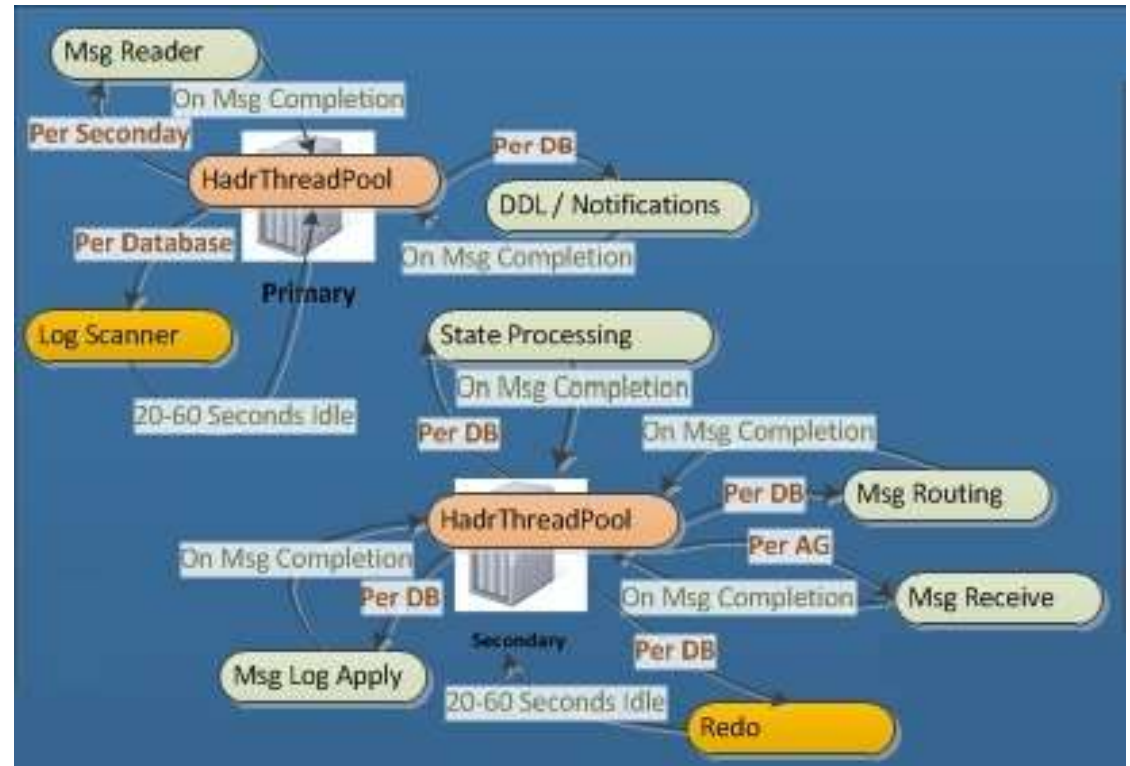 Msg Reader
On Msg Completion
Per Seconday
Per DB
HadrThreadPool
DDL / Notifications
Per Database
On Msg Completion
Primary
Log Scanner
State Processing
On Msg Completion
20-60 Seconds Idle
Per DB
On Msg Completion
Per DB
Msg Routing
HadrThreadPool
Per AG
On Msg Completion
Per DB
On Msg Completion
Msg Receive
Secondary
Per DB
Msg Log Apply
20-60 Seconds Idle
Redo